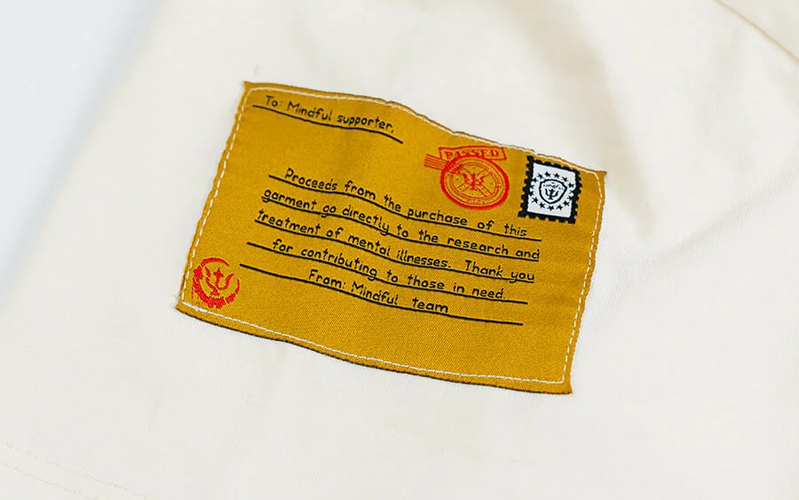 To: Mindful supporter,
PASSED
Proceeds from the purchase of this
garment go directly to the research and
treatment of mental illnesses. Thank you
for contributing to those in need.
From: Mindful team